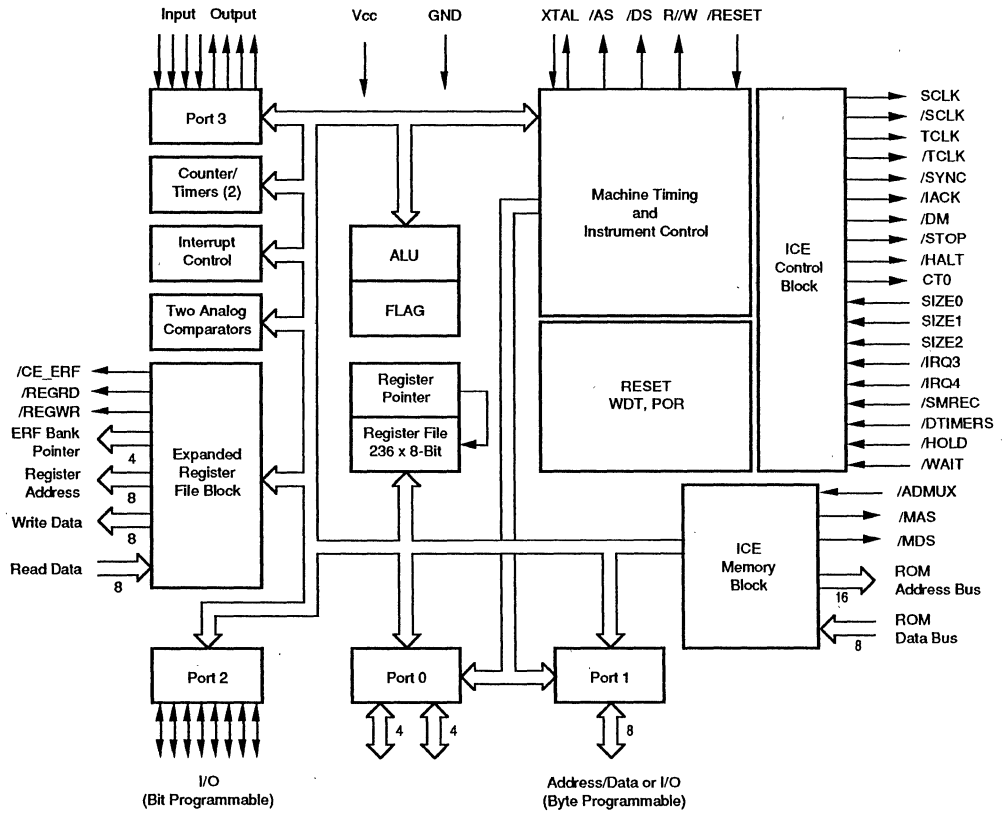 Input Output Vcc GND XTAL /AS /DS R//W /RESET
Port 3
Counter/
Timers (2)
Interrupt
Control
Two Analog
Comparators
/CE_ERF
/REGRD
/REGWR
ERF Bank
Pointer
4
Register
Address
8
Write Data
8
Read Data
8
Expanded
Register
File Block
ALU
FLAG
Register
Pointer
Register File
236 x 8-Bit
Machine Timing
and
Instrument Control
RESET
WDT, POR
ICE
Control
Block
SCLK
/SCLK
TCLK
/TCLK
/SYNC
/IACK
/DM
/STOP
/HALT
CT0
SIZE0
SIZE1
SIZE2
/IRQ3
/IRQ4
/SMREC
/DTIMERS
/HOLD
/WAIT
ICE
Memory
Block
/ADMUX
/MAS
/MDS
ROM
Address Bus
16
ROM
Data Bus
8
Port 2
Port 0
Port 1
4
4
8
I/O
(Bit Programmable)
Address/Data or I/O
(Byte Programmable)